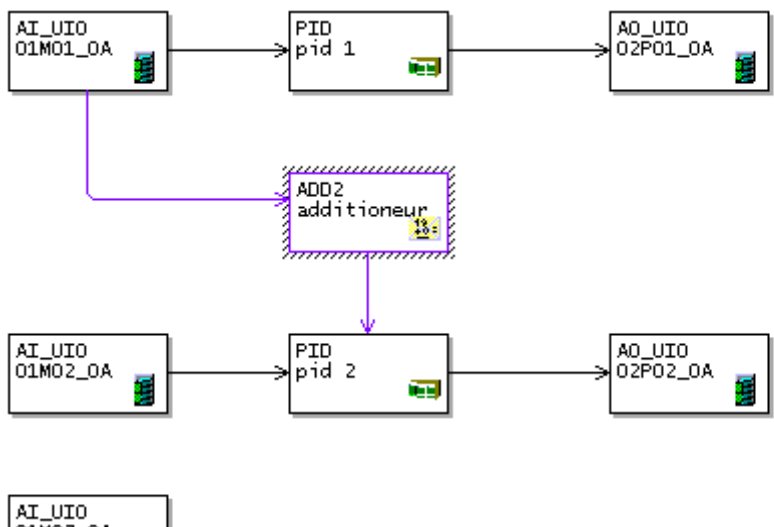 AI_UIO
01M01_0A
PID
pid 1
AO_UIO
02P01_0A
ADD2
additioneur
AI_UIO
01M02_0A
PID
pid 2
AO_UIO
02P02_0A
AI_UIO